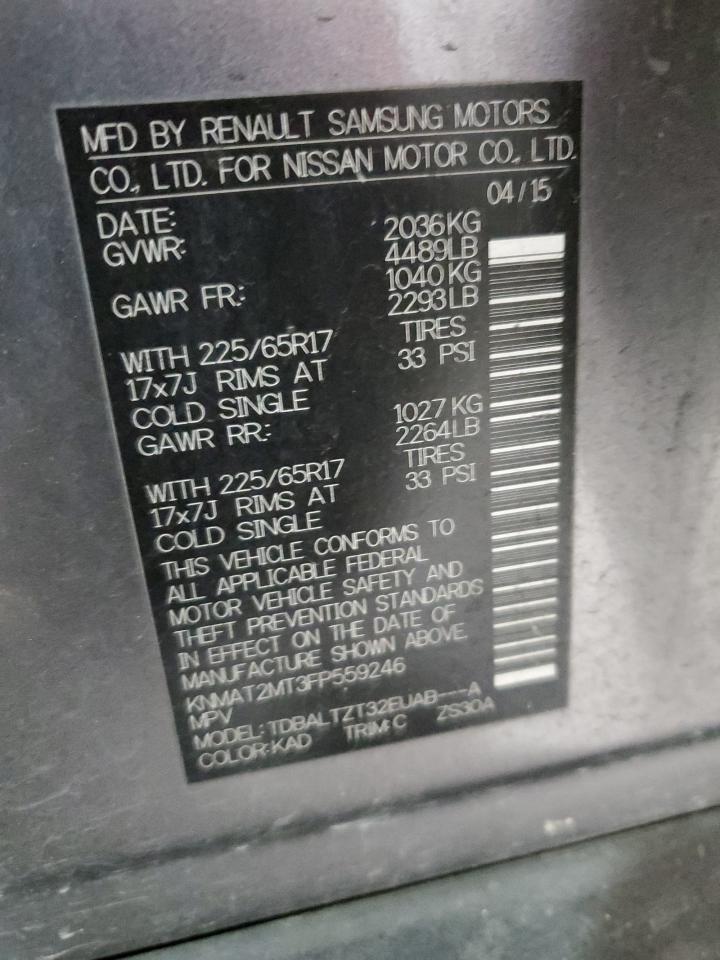 MFD BY RENAULT SAMSUNG MOTORS
CO., LTD. FOR NISSAN MOTOR CO., LTD.
DATE: 04/15
GVWR: 2036KG
4489LB
GAWR FR: 1040KG
2293LB
WITH 225/65R17 TIRES
17x7J RIMS AT 33 PSI
COLD SINGLE
GAWR RR: 1027KG
2264LB
WITH 225/65R17 TIRES
17x7J RIMS AT 33 PSI
COLD SINGLE
THIS VEHICLE CONFORMS TO
ALL APPLICABLE FEDERAL
MOTOR VEHICLE SAFETY AND
THEFT PREVENTION STANDARDS
IN EFFECT ON THE DATE OF
MANUFACTURE SHOWN ABOVE.
KNMAT2MT3FP559246
MPV
MODEL: TDBALTZT32EUAB---A
COLOR:KAD TRIM:C ZS30A